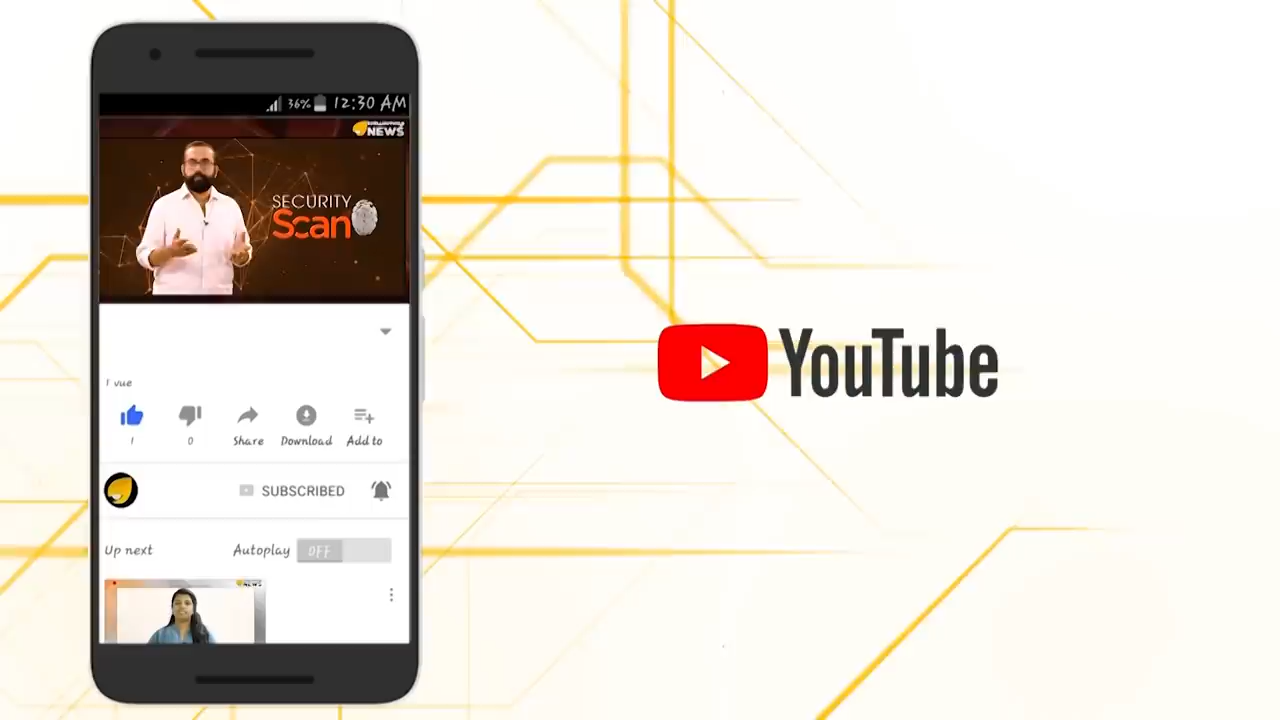 36% 12:30 AM
NEWS
SECURITY
Scan
1 vue
1
0
Share
Download
Add to
SUBSCRIBED
Up next
Autoplay
OFF
NEWS
YouTube